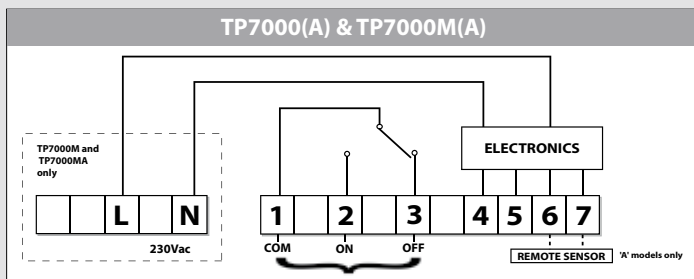 TP7000(A) & TP7000M(A)
TP7000M and
TP7000MA
only
ELECTRONICS
L N
1 2 3 4 5 6 7
230Vac
COM ON OFF
REMOTE SENSOR 'A' models only